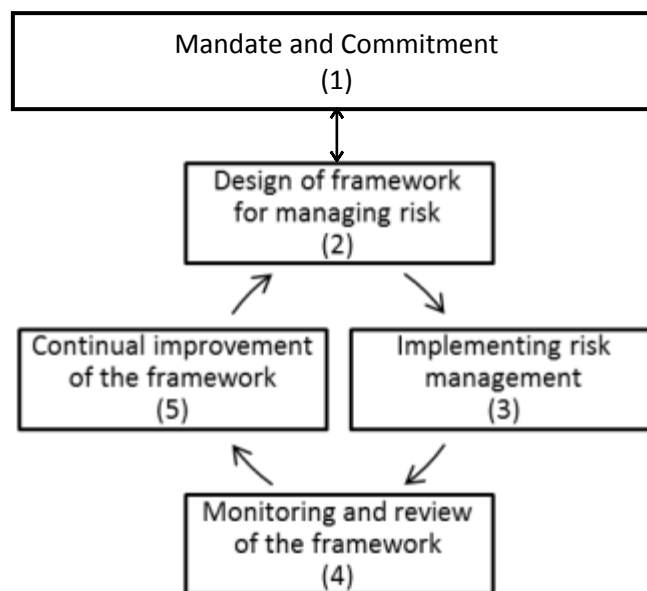 Mandate and Commitment
(1)
Design of framework
for managing risk
(2)
Continual improvement
of the framework
(5)
Implementing risk
management
(3)
Monitoring and review
of the framework
(4)